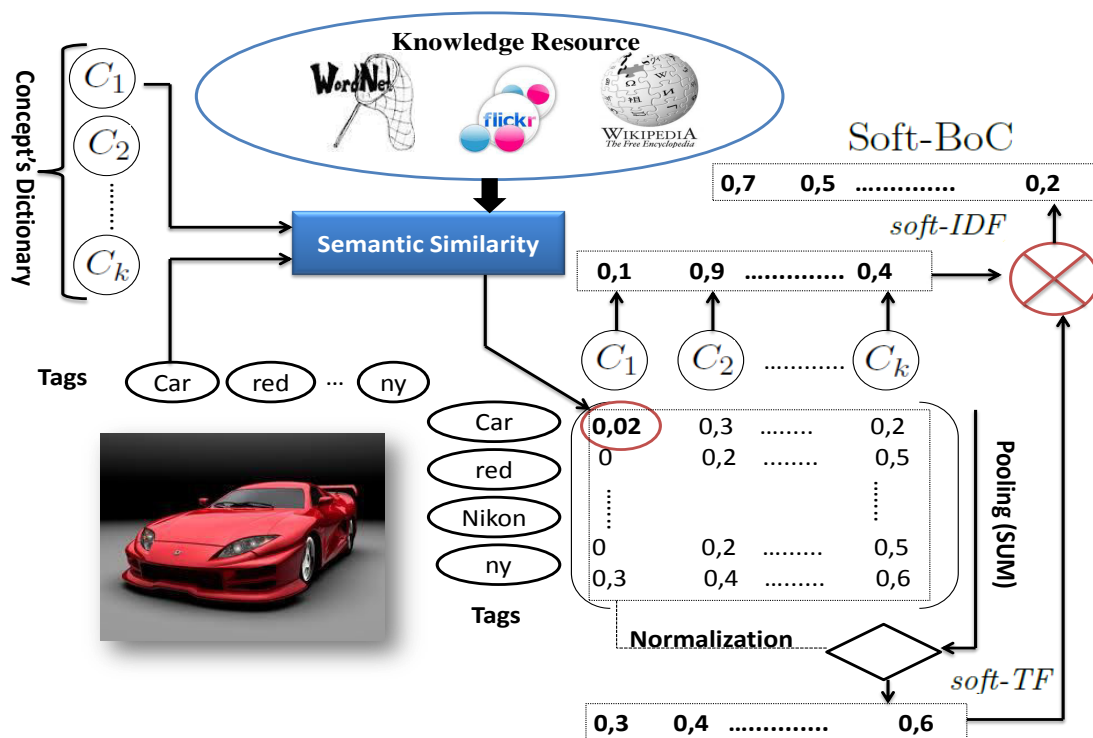 Knowledge Resource
WordNet
flickr
WIKIPEDIA
The Free Encyclopedia
Concept's Dictionary
C1
C2
........
Ck
Semantic Similarity
Soft-BoC
0,7 0,5 .............. 0,2
soft-IDF
0,1 0,9 .............. 0,4
C1 C2 ........... Ck
Tags
Car red ... ny
Car
red
Nikon
ny
Tags
0,02 0,3 ........ 0,2
0 0,2 ......... 0,5
0 0,2 ......... 0,5
0,3 0,4 ......... 0,6
Pooling (SUM)
Normalization
soft-TF
0,3 0,4 .............. 0,6